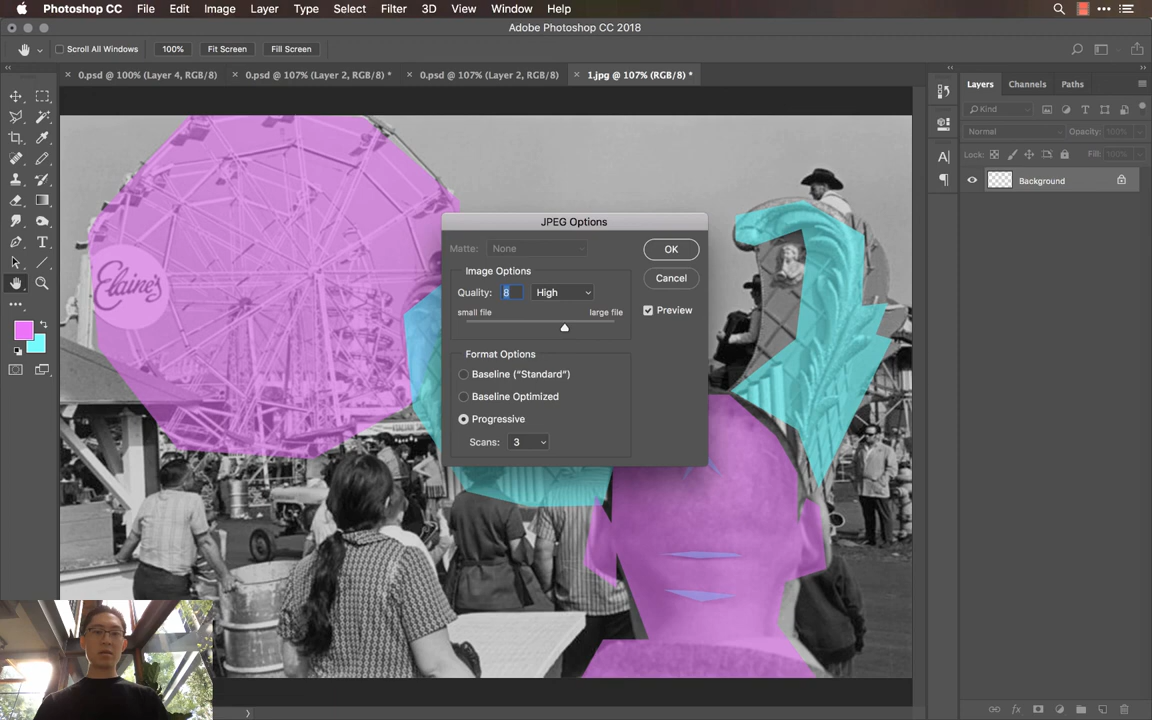 Photoshop CC File Edit Image Layer Type Select Filter 3D View Window Help
Adobe Photoshop CC 2018
Scroll All Windows 100% Fit Screen Fill Screen
0.psd @ 100% (Layer 4, RGB/8) 0.psd @ 107% (Layer 2, RGB/8) * 0.psd @ 107% (Layer 2, RGB/8) 1.jpg @ 107% (RGB/8) *
Layers Channels Paths
Kind
Normal Opacity: 100%
Lock: Fill: 100%
Background
JPEG Options
Matte: None
OK
Image Options
Cancel
Quality: 8 High
Preview
small file large file
Format Options
Baseline ("Standard")
Baseline Optimized
Progressive
Scans: 3
Elaine's